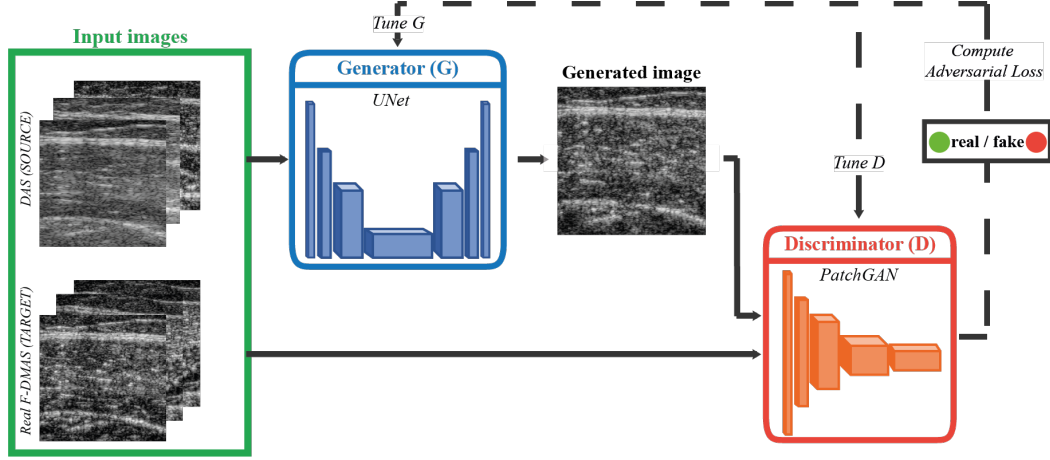 Input images
DAS (SOURCE)
Real F-DMAS (TARGET)
Tune G
Generator (G)
UNet
Generated image
Tune D
Discriminator (D)
PatchGAN
Compute
Adversarial Loss
real / fake